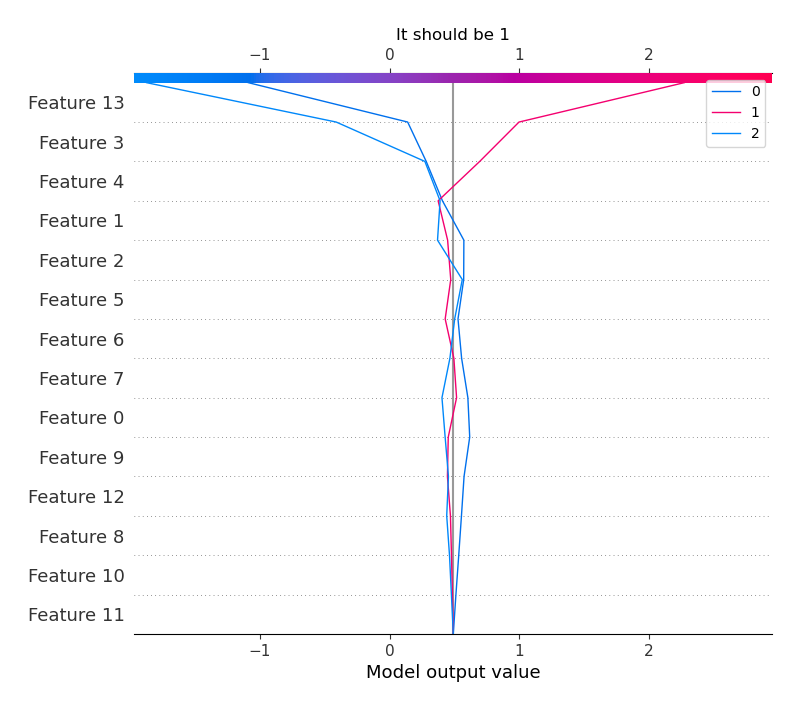 It should be 1
−1 0 1 2
0
1
2
Feature 13
Feature 3
Feature 4
Feature 1
Feature 2
Feature 5
Feature 6
Feature 7
Feature 0
Feature 9
Feature 12
Feature 8
Feature 10
Feature 11
−1 0 1 2
Model output value